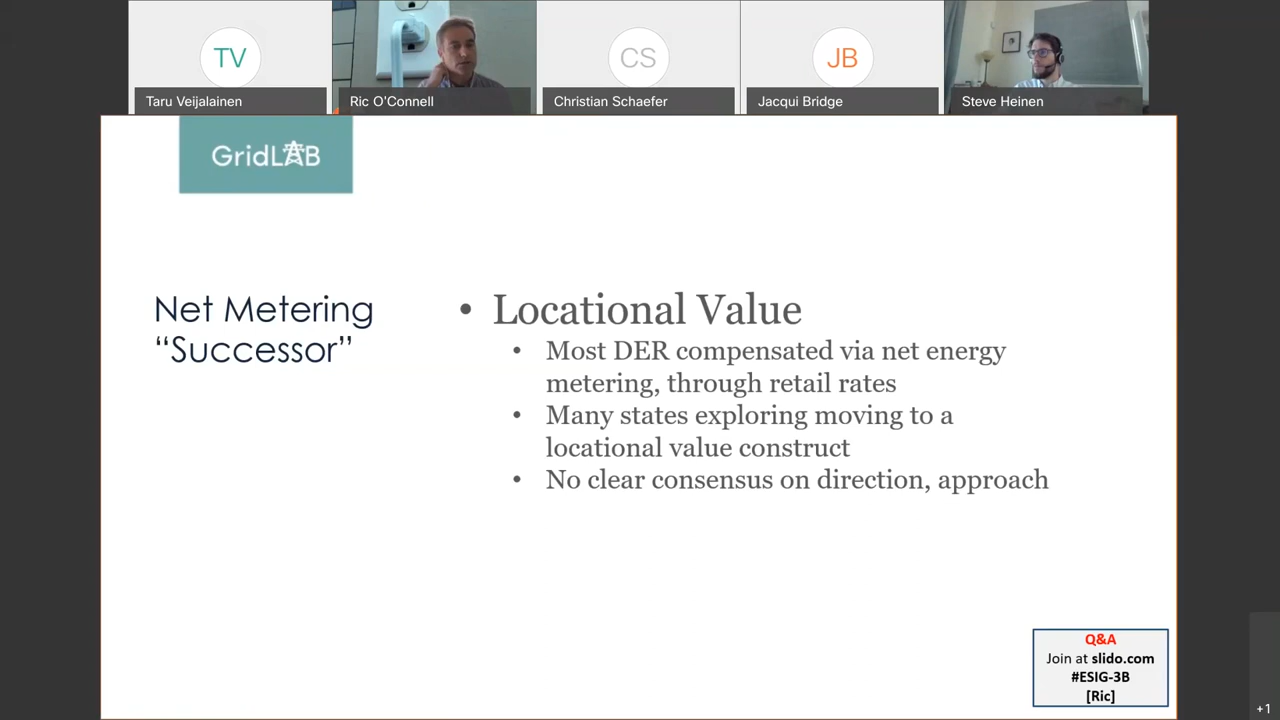 TV
CS
JB
Taru Veijalainen
Ric O'Connell
Christian Schaefer
Jacqui Bridge
Steve Heinen
GridLAB
Net Metering
“Successor”
• Locational Value
• Most DER compensated via net energy
metering, through retail rates
• Many states exploring moving to a
locational value construct
• No clear consensus on direction, approach
Q&A
Join at slido.com
#ESIG-3B
[Ric]
+1